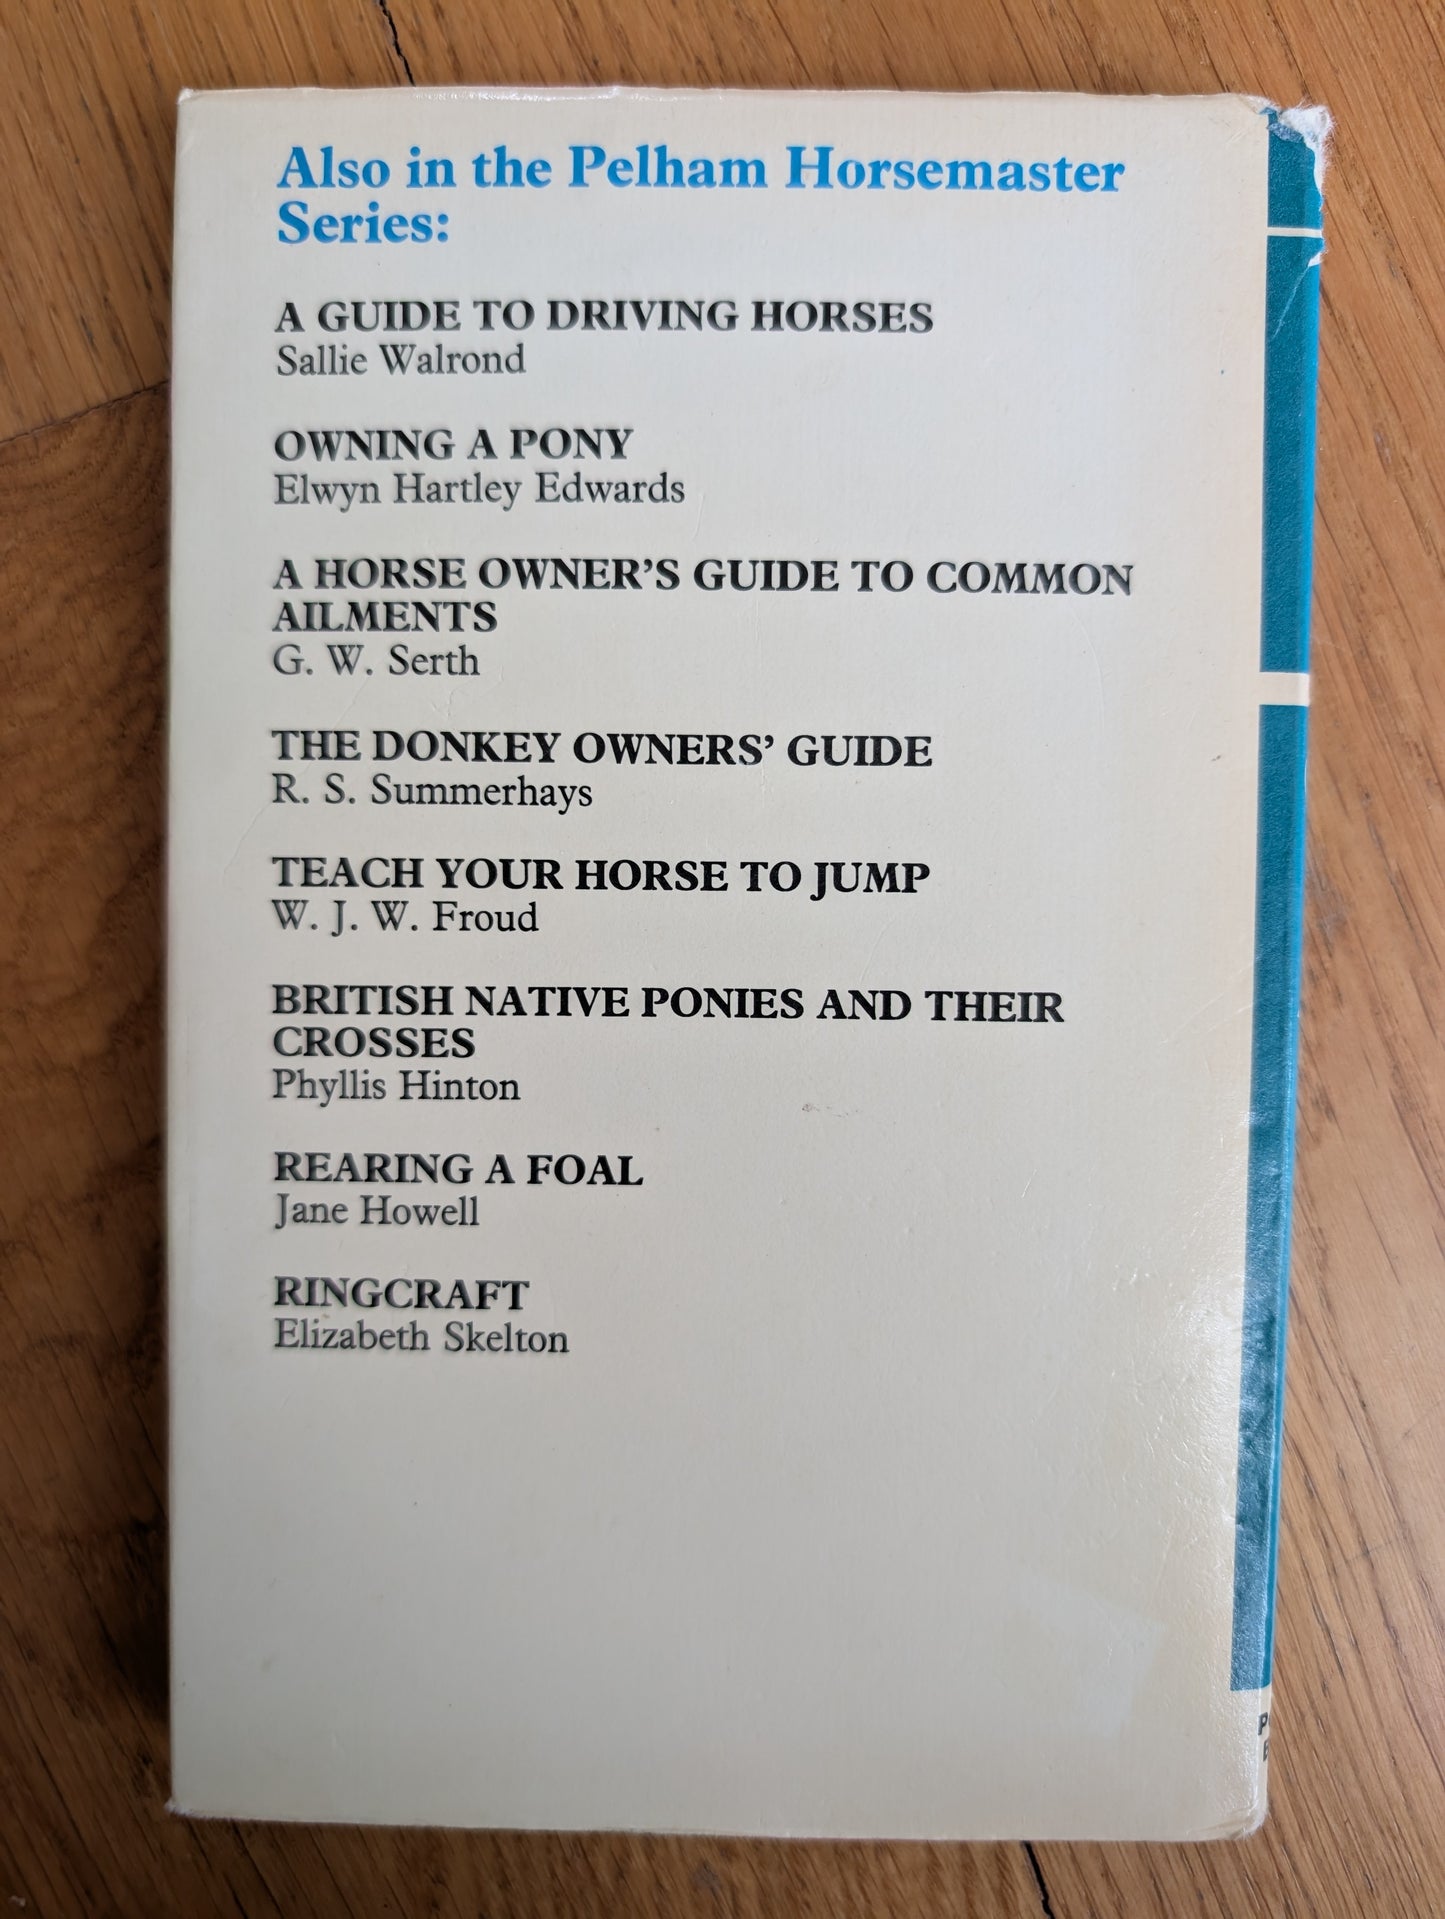 Also in the Pelham Horsemaster
Series:
A GUIDE TO DRIVING HORSES
Sallie Walrond
OWNING A PONY
Elwyn Hartley Edwards
A HORSE OWNER'S GUIDE TO COMMON
AILMENTS
G. W. Serth
THE DONKEY OWNERS' GUIDE
R. S. Summerhays
TEACH YOUR HORSE TO JUMP
W. J. W. Froud
BRITISH NATIVE PONIES AND THEIR
CROSSES
Phyllis Hinton
REARING A FOAL
Jane Howell
RINGCRAFT
Elizabeth Skelton